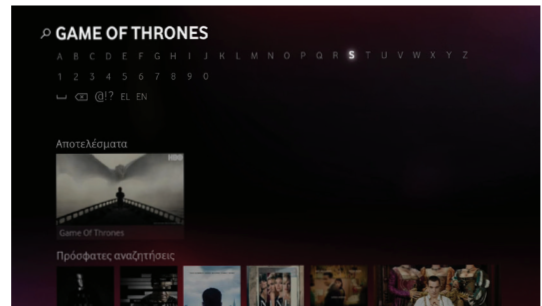 GAME OF THRONES
A B C D E F G H I J K L M N O P Q R S T U V W X Y Z
1 2 3 4 5 6 7 8 9 0
@!? EL EN
Αποτελέσματα
HBO
Game Of Thrones
Πρόσφατες αναζητήσεις